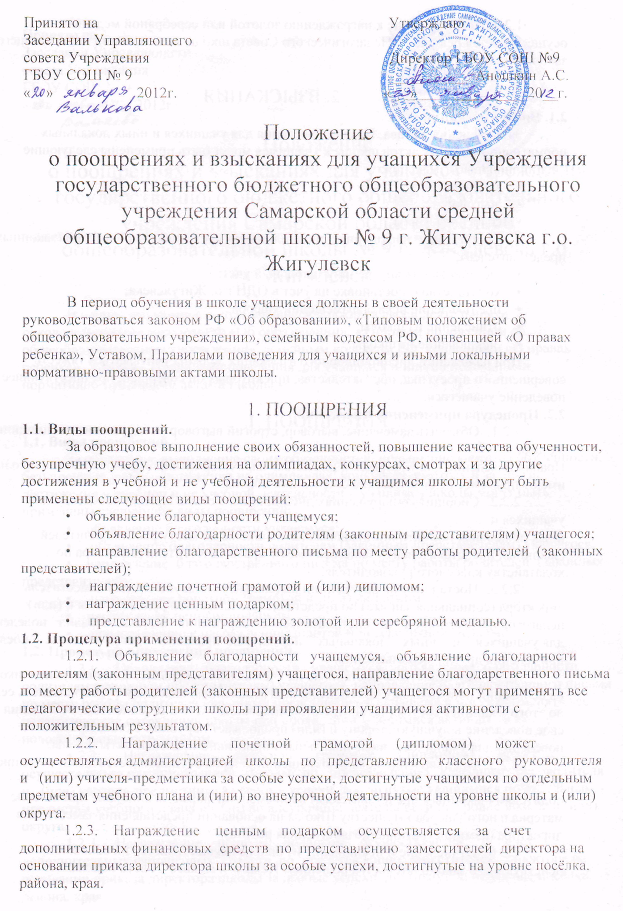 Принято на
Заседании Управляющего
совета Учреждения
ГБОУ СОШ № 9
«20» января 2012г.
Валькова
Утверждаю
Директор ГБОУ СОШ №9
Аношкин А.С.
января 2012 г.
Положение
о поощрениях и взысканиях для учащихся Учреждения
государственного бюджетного общеобразовательного
учреждения Самарской области средней
общеобразовательной школы № 9 г. Жигулевска г.о.
Жигулевск
В период обучения в школе учащиеся должны в своей деятельности
руководствоваться законом РФ «Об образовании», «Типовым положением об
общеобразовательном учреждении», семейным кодексом РФ, конвенцией «О правах
ребенка», Уставом, Правилами поведения для учащихся и иными локальными
нормативно-правовыми актами школы.
1. ПООЩРЕНИЯ
1.1. Виды поощрений.
За образцовое выполнение своих обязанностей, повышение качества обученности,
безупречную учебу, достижения на олимпиадах, конкурсах, смотрах и за другие
достижения в учебной и не учебной деятельности к учащимся школы могут быть
применены следующие виды поощрений:
• объявление благодарности учащемуся;
• объявление благодарности родителям (законным представителям) учащегося;
• направление благодарственного письма по месту работы родителей (законных
представителей);
• награждение почетной грамотой и (или) дипломом;
• награждение ценным подарком;
• представление к награждению золотой или серебряной медалью.
1.2. Процедура применения поощрений.
1.2.1. Объявление благодарности учащемуся, объявление благодарности
родителям (законным представителям) учащегося, направление благодарственного письма
по месту работы родителей (законных представителей) учащегося могут применять все
педагогические сотрудники школы при проявлении учащимися активности с
положительным результатом.
1.2.2. Награждение почетной грамотой (дипломом) может
осуществляться администрацией школы по представлению классного руководителя
и (или) учителя-предметника за особые успехи, достигнутые учащимися по отдельным
предметам учебного плана и (или) во внеурочной деятельности на уровне школы и (или)
округа.
1.2.3. Награждение ценным подарком осуществляется за счет
дополнительных финансовых средств по представлению заместителей директора на
основании приказа директора школы за особые успехи, достигнутые на уровне посёлка,
района, края.